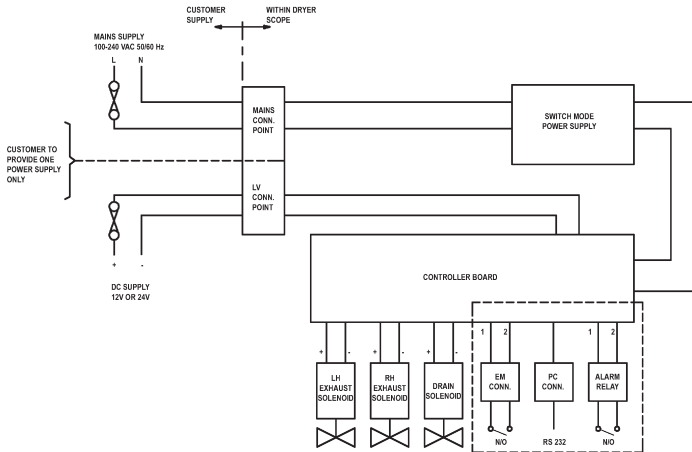 CUSTOMER
SUPPLY
WITHIN DRYER
SCOPE
MAINS SUPPLY
100-240 VAC 50/60 Hz
L
N
MAINS
CONN.
POINT
SWITCH MODE
POWER SUPPLY
CUSTOMER TO
PROVIDE ONE
POWER SUPPLY
ONLY
LV
CONN.
POINT
+
-
DC SUPPLY
12V OR 24V
CONTROLLER BOARD
+
-
+
-
+
-
1
2
1
2
LH
EXHAUST
SOLENOID
RH
EXHAUST
SOLENOID
DRAIN
SOLENOID
EM
CONN.
PC
CONN.
ALARM
RELAY
N/O
RS 232
N/O